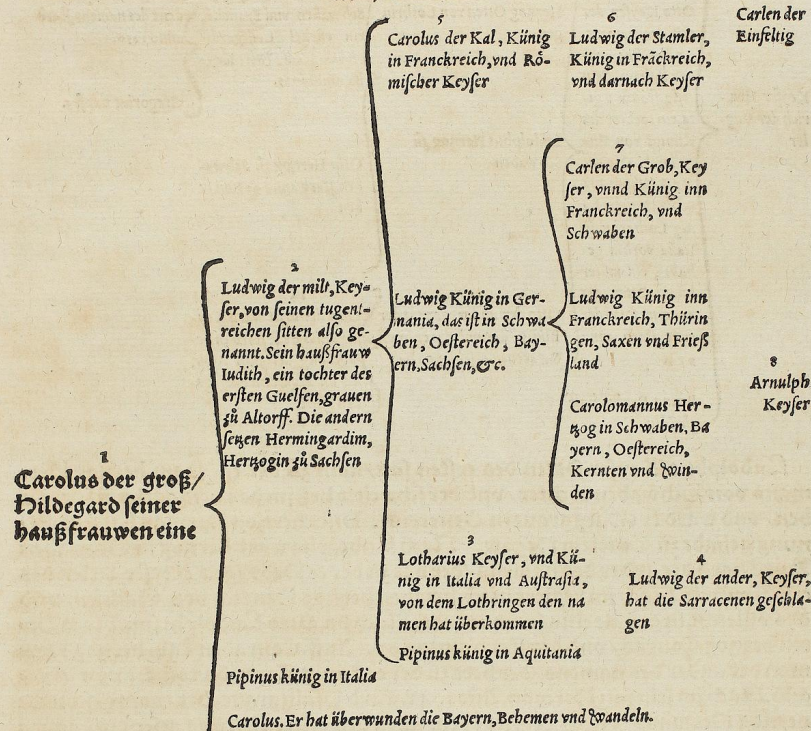 1
Carolus der groß/
Hildegard seiner
haußfrauwen eine
2
Ludwig der milt, Key-
ser, von seinen tugent-
reichen sitten also ge-
nannt. Sein haußfrauw
Iudith, ein tochter des
ersten Guelfen, grauen
zů Altorff. Die andern
setzen Hermingardim,
Hertzogin zů Sachsen
Pipinus künig in Italia
Carolus. Er hat überwunden die Bayern, Behemen vnd Wandeln.
5
Carolus der Kal, Künig
in Franckreich, vnd Rö-
mischer Keyser
Ludwig Künig in Ger-
mania, das ist in Schwa-
ben, Oestereich, Bay-
ern, Sachsen, &c.
3
Lotharius Keyser, vnd Kü-
nig in Italia vnd Austrasia,
von dem Lothringen den na
men hat überkommen
Pipinus künig in Aquitania
6
Ludwig der Stamler,
Künig in Frāckreich,
vnd darnach Keyser
7
Carlen der Grob, Key
ser, vnnd Künig inn
Franckreich, vnd
Schwaben
Ludwig Künig inn
Franckreich, Thürin
gen, Saxen vnd Frieß
land
Carolomannus Her-
tzog in Schwaben, Ba
yern, Oestereich,
Kernten vnd Win-
den
4
Ludwig der ander, Keyser,
hat die Sarracenen geschla-
gen
Carlen der
Einfeltig
8
Arnulph
Keyser